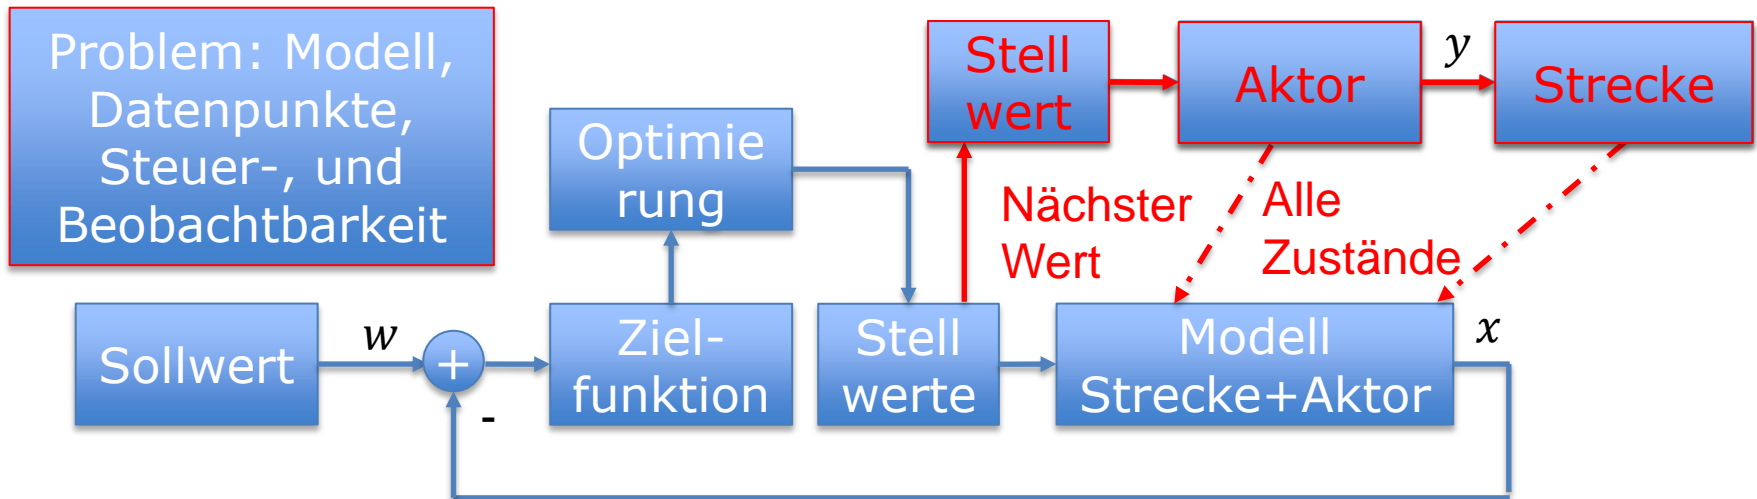 Problem: Modell,
Datenpunkte,
Steuer-, und
Beobachtbarkeit
Stell
wert
Aktor
y
Strecke
Optimie
rung
Nächster
Wert
Alle
Zustände
Sollwert
w
+
-
Ziel-
funktion
Stell
werte
Modell
Strecke+Aktor
x